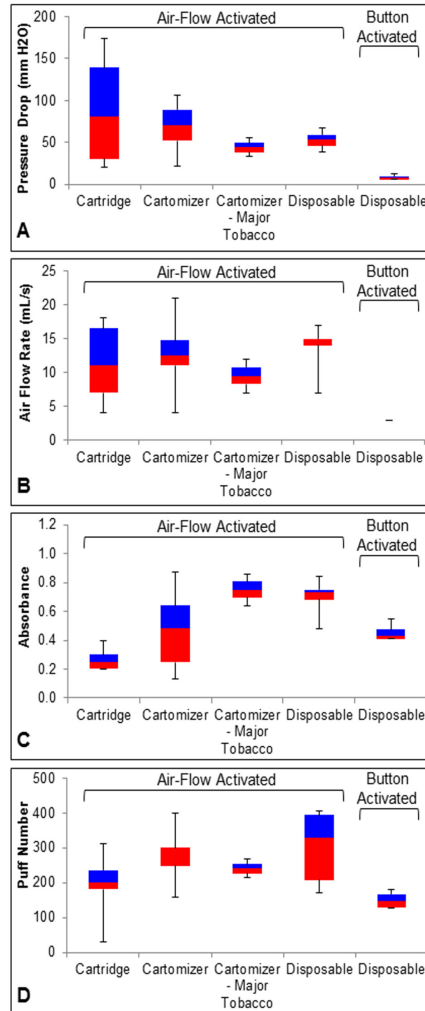 Air-Flow Activated
Button
Activated
Pressure Drop (mm H2O)
200
150
100
50
0
Cartridge
Cartomizer
Cartomizer
- Major
Tobacco
Disposable
Disposable
A
Air-Flow Activated
Button
Activated
Air Flow Rate (mL/s)
25
20
15
10
5
0
Cartridge
Cartomizer
Cartomizer
- Major
Tobacco
Disposable
Disposable
B
Air-Flow Activated
Button
Activated
Absorbance
1.2
1.0
0.8
0.6
0.4
0.2
0.0
Cartridge
Cartomizer
Cartomizer
- Major
Tobacco
Disposable
Disposable
C
Air-Flow Activated
Button
Activated
Puff Number
500
400
300
200
100
0
Cartridge
Cartomizer
Cartomizer
- Major
Tobacco
Disposable
Disposable
D